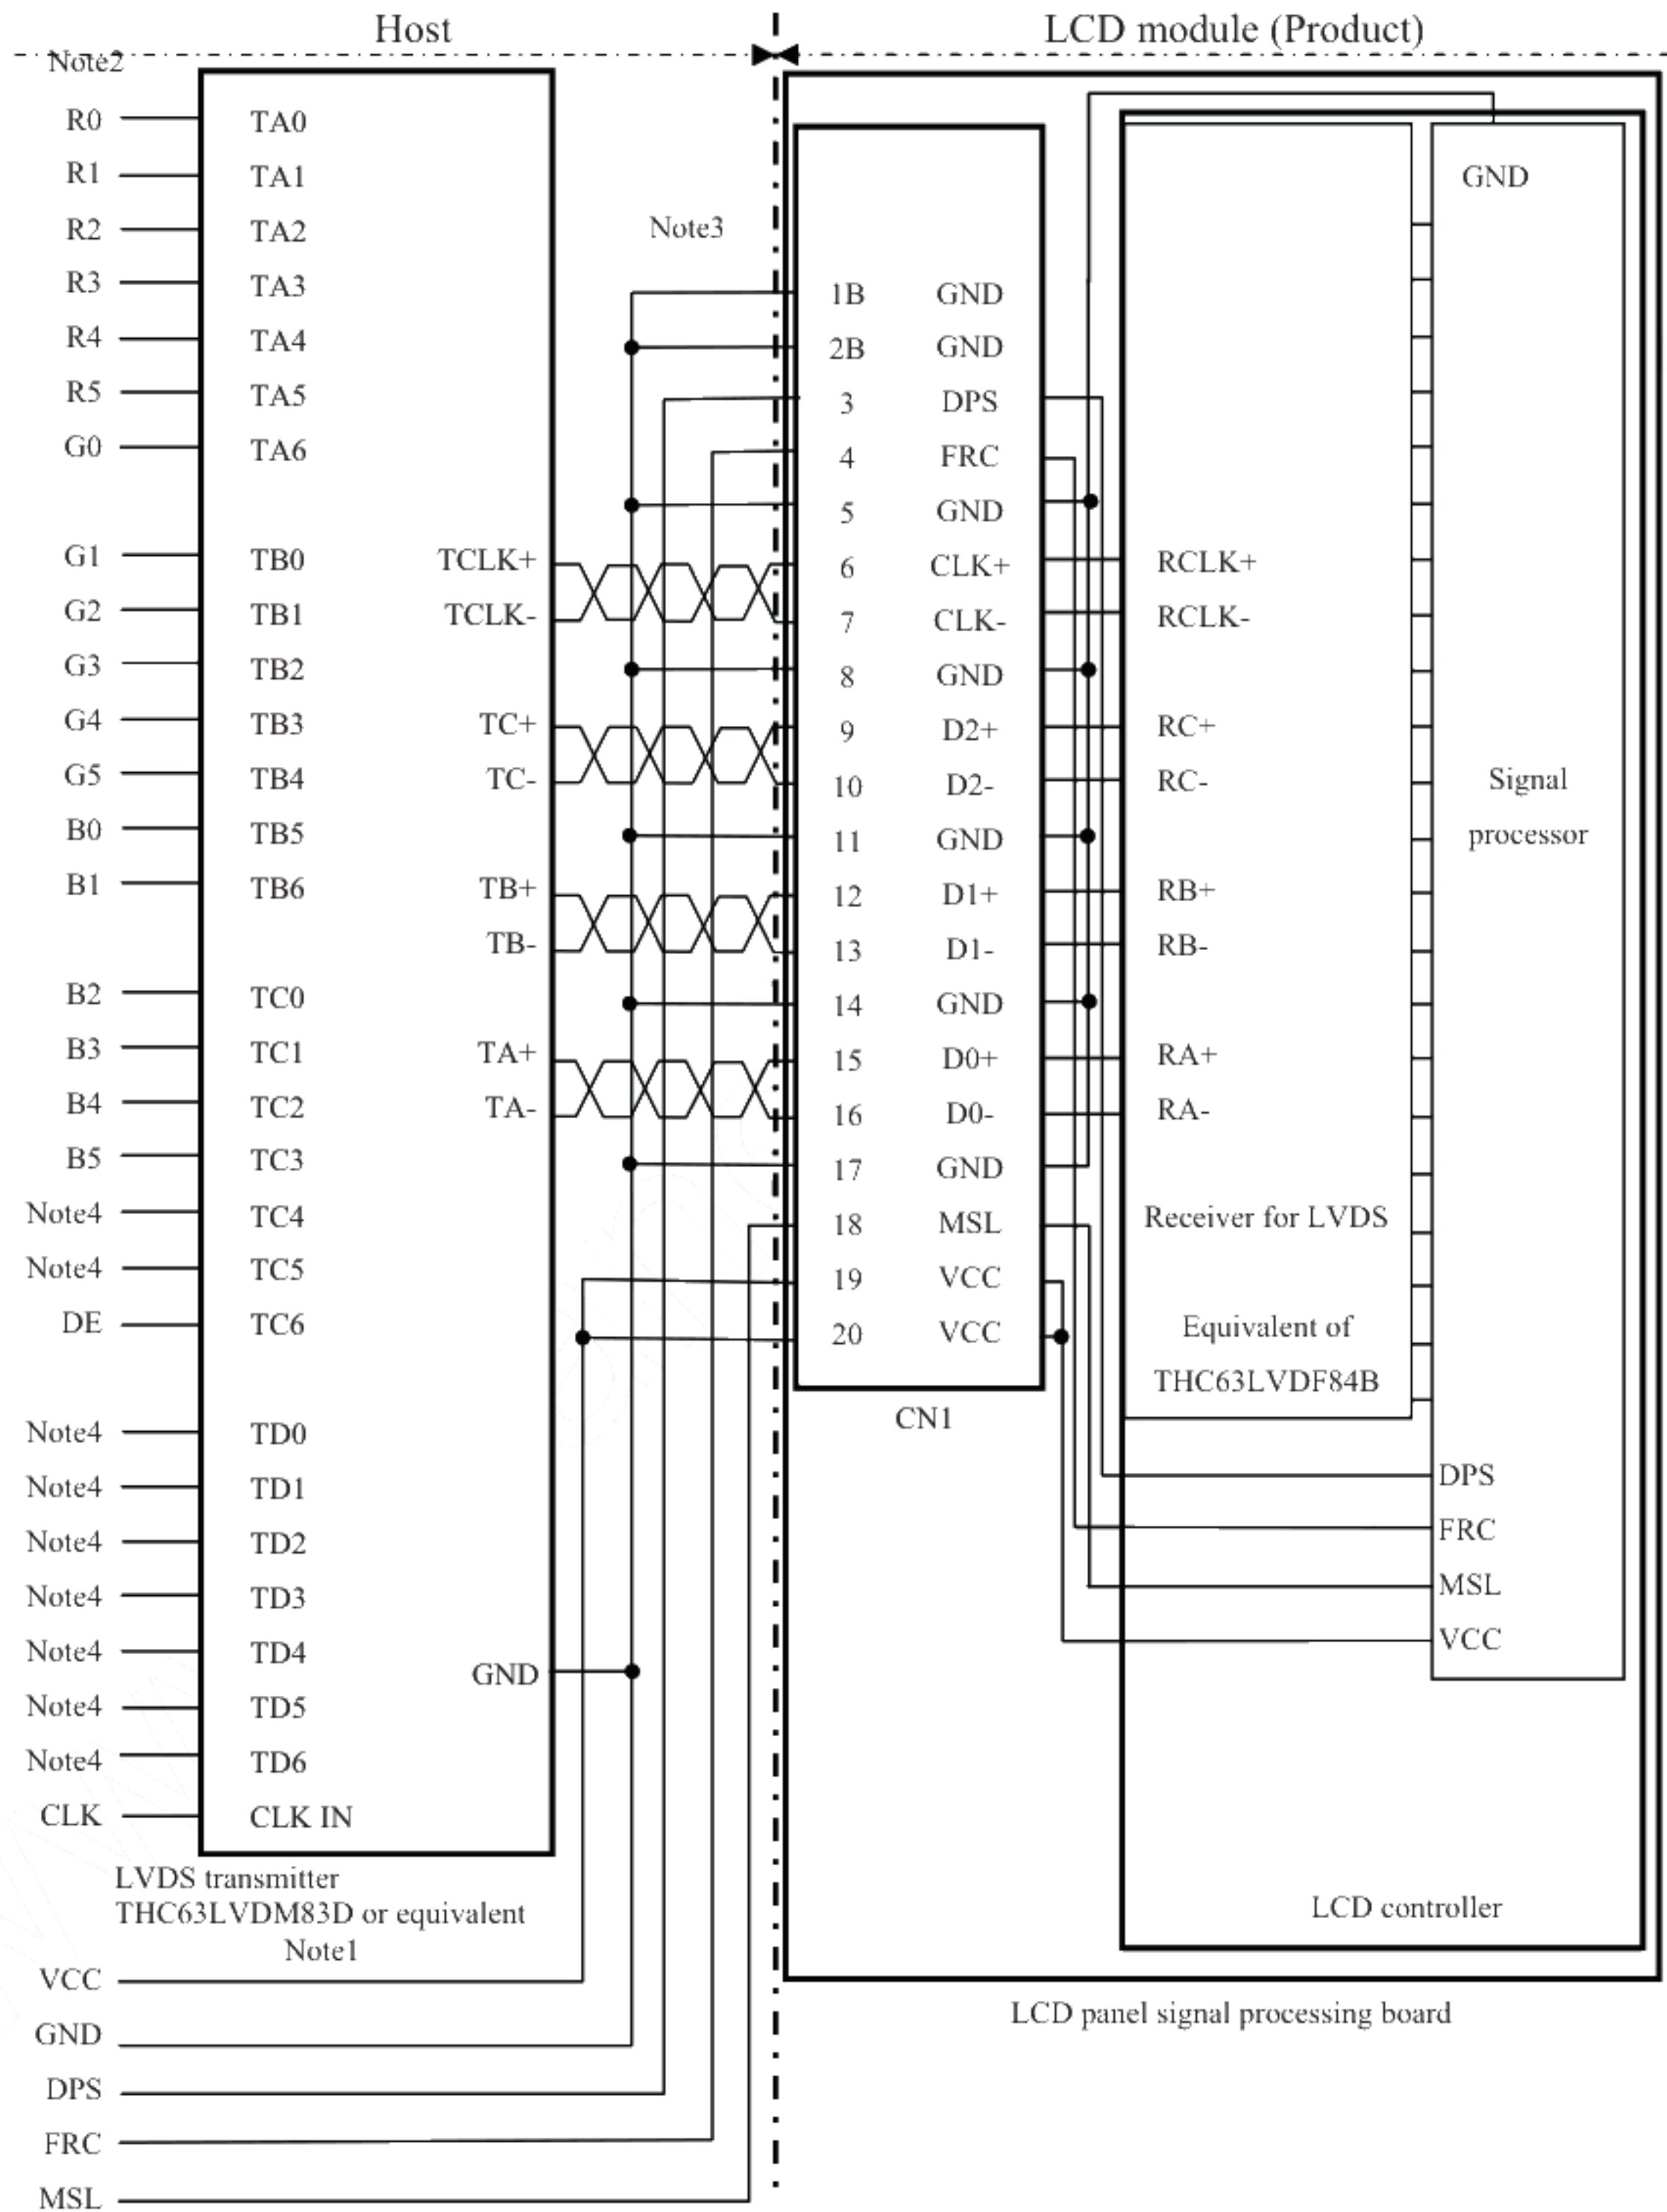 Host LCD module (Product)
Note2
R0 TA0
R1 TA1
R2 TA2
Note3
R3 TA3 1B GND
R4 TA4 2B GND
R5 TA5 3 DPS
G0 TA6 4 FRC
5 GND
G1 TB0 TCLK+ 6 CLK+ RCLK+
G2 TB1 TCLK- 7 CLK- RCLK-
G3 TB2 8 GND
G4 TB3 TC+ 9 D2+ RC+
G5 TB4 TC- 10 D2- RC-
B0 TB5 11 GND
B1 TB6 TB+ 12 D1+ RB+
TB- 13 D1- RB-
B2 TC0 14 GND
B3 TC1 TA+ 15 D0+ RA+
B4 TC2 TA- 16 D0- RA-
B5 TC3 17 GND
Note4 TC4 18 MSL
Note4 TC5 19 VCC
DE TC6 20 VCC
CN1
Note4 TD0
Note4 TD1
Note4 TD2
Note4 TD3
Note4 TD4
GND
Note4 TD5
Note4 TD6
CLK CLK IN
LVDS transmitter
THC63LVDM83D or equivalent
Note1
VCC
GND
DPS
FRC
MSL
Receiver for LVDS
Equivalent of
THC63LVDF84B
GND
Signal
processor
DPS
FRC
MSL
VCC
LCD controller
LCD panel signal processing board